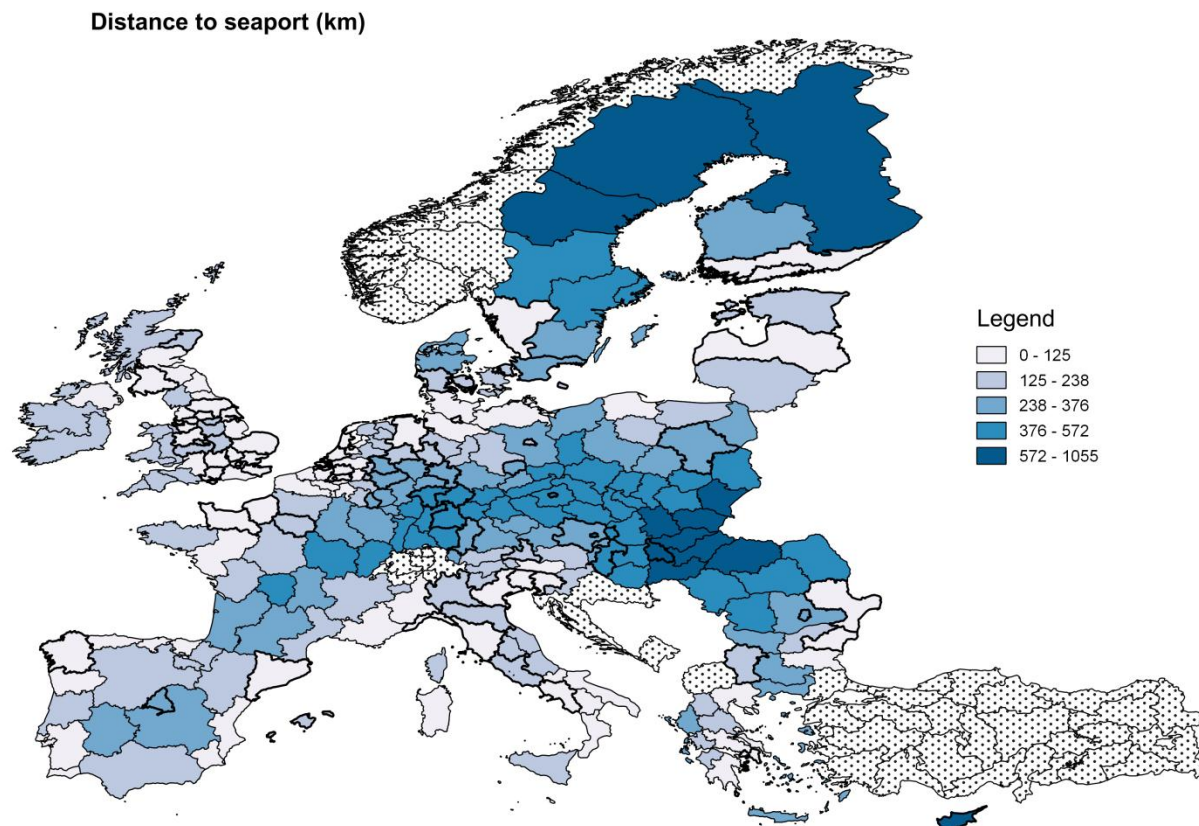 Distance to seaport (km)
Legend
0 - 125
125 - 238
238 - 376
376 - 572
572 - 1055